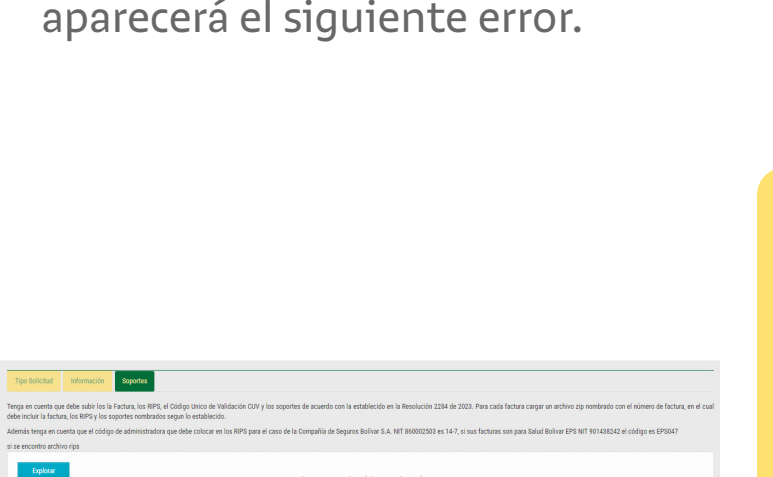 aparecerá el siguiente error.
Tipo Solicitud Información Soportes
Tenga en cuenta que debe subir los la Factura, los RIPS, el Código Unico de Validación CUV y los soportes de acuerdo con la establecido en la Resolución 2284 de 2023. Para cada factura cargar un archivo zip nombrado con el número de factura, en el cual
debe incluir la factura, los RIPS y los soportes nombrados segun lo establecido.
Además tenga en cuenta que el código de administradora que debe colocar en los RIPS para el caso de la Compañía de Seguros Bolívar S.A. NIT 860002503 es 14-7, si sus facturas son para Salud Bolivar EPS NIT 901438242 el código es EPS047
si se encontro archivo rips
Explorar